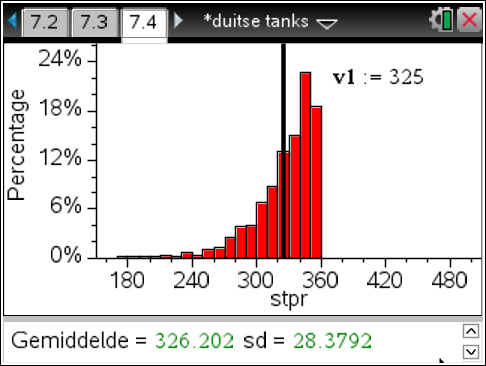 7.2 7.3 7.4 *duitse tanks
24%
v1 := 325
18%
12%
6%
0%
Percentage
180 240 300 360 420 480
stpr
Gemiddelde = 326.202 sd = 28.3792